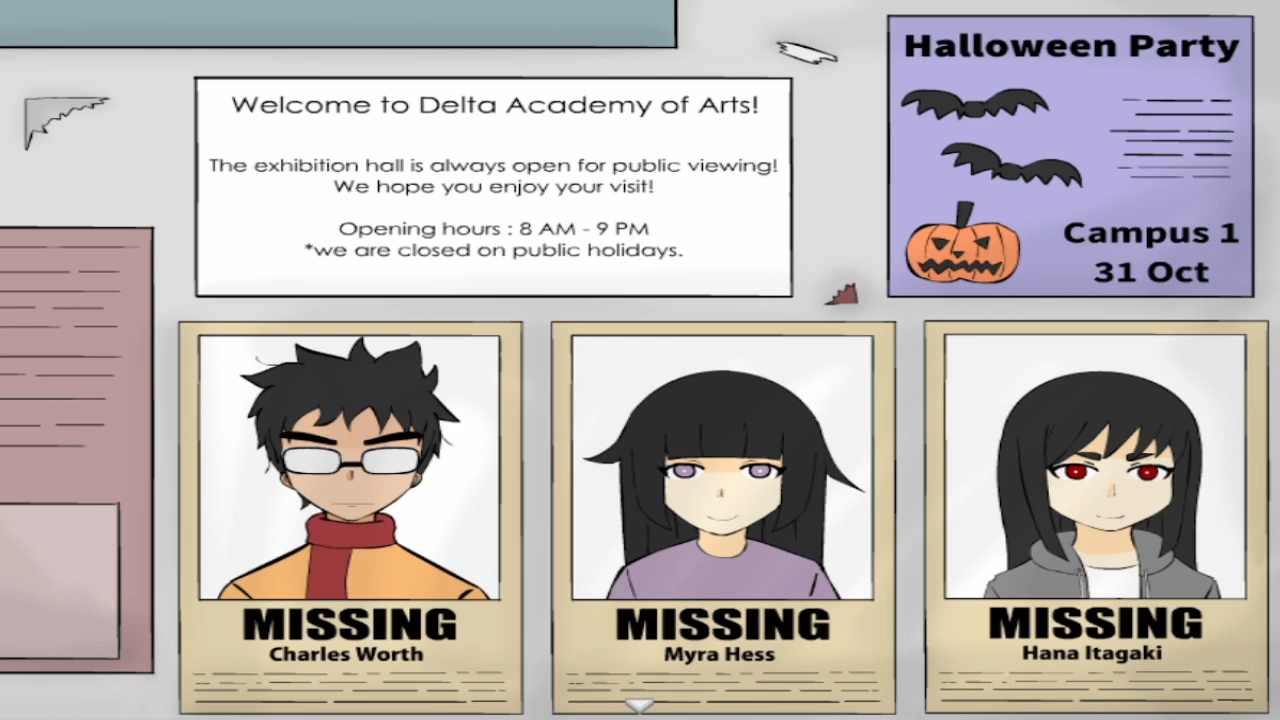 Welcome to Delta Academy of Arts!
The exhibition hall is always open for public viewing!
We hope you enjoy your visit!
Opening hours : 8 AM - 9 PM
*we are closed on public holidays.
Halloween Party
Campus 1
31 Oct
MISSING
Charles Worth
MISSING
Myra Hess
MISSING
Hana Itagaki